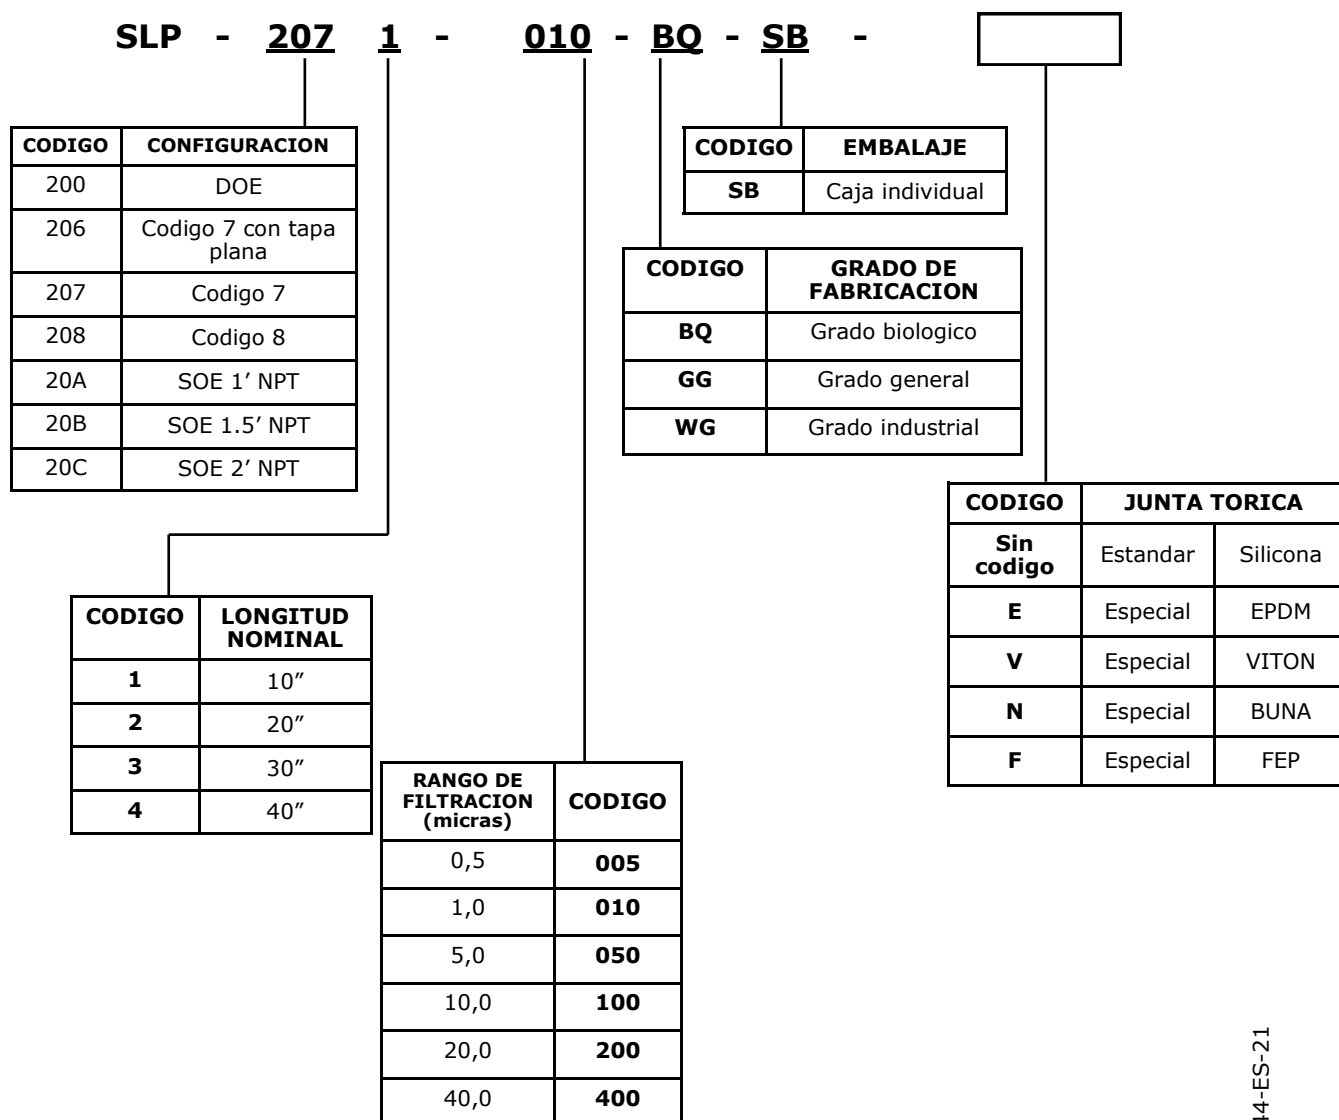 SLP - 207 1 - 010 - BQ - SB -
CODIGO CONFIGURACION
200 DOE
206 Codigo 7 con tapa
plana
207 Codigo 7
208 Codigo 8
20A SOE 1’ NPT
20B SOE 1.5’ NPT
20C SOE 2’ NPT
CODIGO EMBALAJE
SB Caja individual
CODIGO GRADO DE
FABRICACION
BQ Grado biologico
GG Grado general
WG Grado industrial
CODIGO JUNTA TORICA
Sin
codigo Estandar Silicona
E Especial EPDM
V Especial VITON
N Especial BUNA
F Especial FEP
CODIGO LONGITUD
NOMINAL
1 10”
2 20”
3 30”
4 40”
RANGO DE
FILTRACION
(micras) CODIGO
0,5 005
1,0 010
5,0 050
10,0 100
20,0 200
40,0 400
44-ES-21